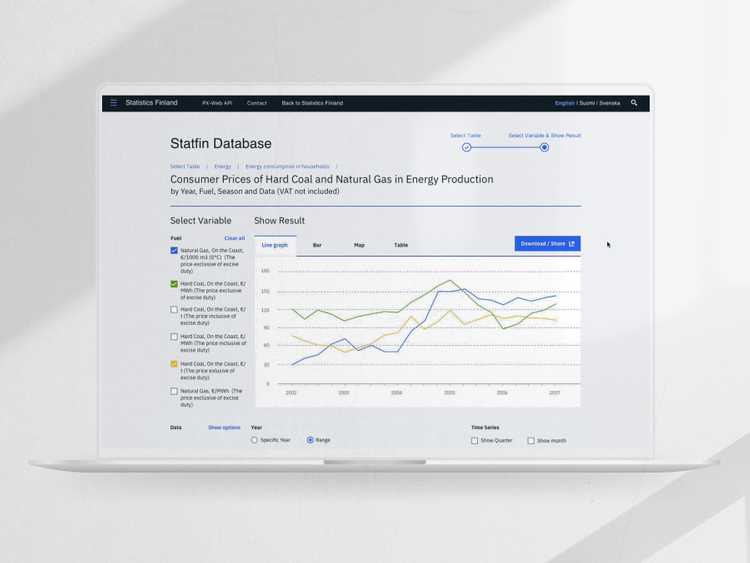 Statistics Finland PX-Web API Contact Back to Statistics Finland English / Suomi / Svenska
Statfin Database
Select Table Select Variable & Show Result
Select Table | Energy | Energy consumption in households |
Consumer Prices of Hard Coal and Natural Gas in Energy Production
by Year, Fuel, Season and Data (VAT not included)
Select Variable
Show Result
Fuel Clear all
Natural Gas, On the Coast,
€/1000 m3 (0°C) (The
price exclusive of excise
duty)
Hard Coal, On the Coast, €/
MWh (The price exclusive
of excise duty)
Hard Coal, On the Coast, €/
t (The price inclusive of
excise duty)
Hard Coal, On the Coast, €/
MWh (The price inclusive
of excise duty)
Hard Coal, On the Coast, €/
t (The price exlusive of
excise duty)
Natural Gas, €/MWh (The
price exclusive of excise
duty)
Line graph Bar Map Table
Download / Share
150
120
90
60
30
0
2002 2003 2004 2005 2006 2007
Data Show options
Year
Specific Year Range
Time Series
Show Quarter Show month